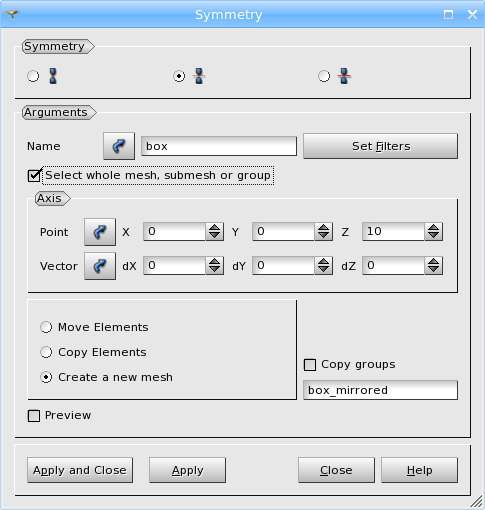 Symmetry
Symmetry
Arguments
Name box Set Filters
Select whole mesh, submesh or group
Axis
Point X 0 Y 0 Z 10
Vector dX 0 dY 0 dZ 0
Move Elements
Copy Elements
Copy groups
Create a new mesh
box_mirrored
Preview
Apply and Close Apply Close Help